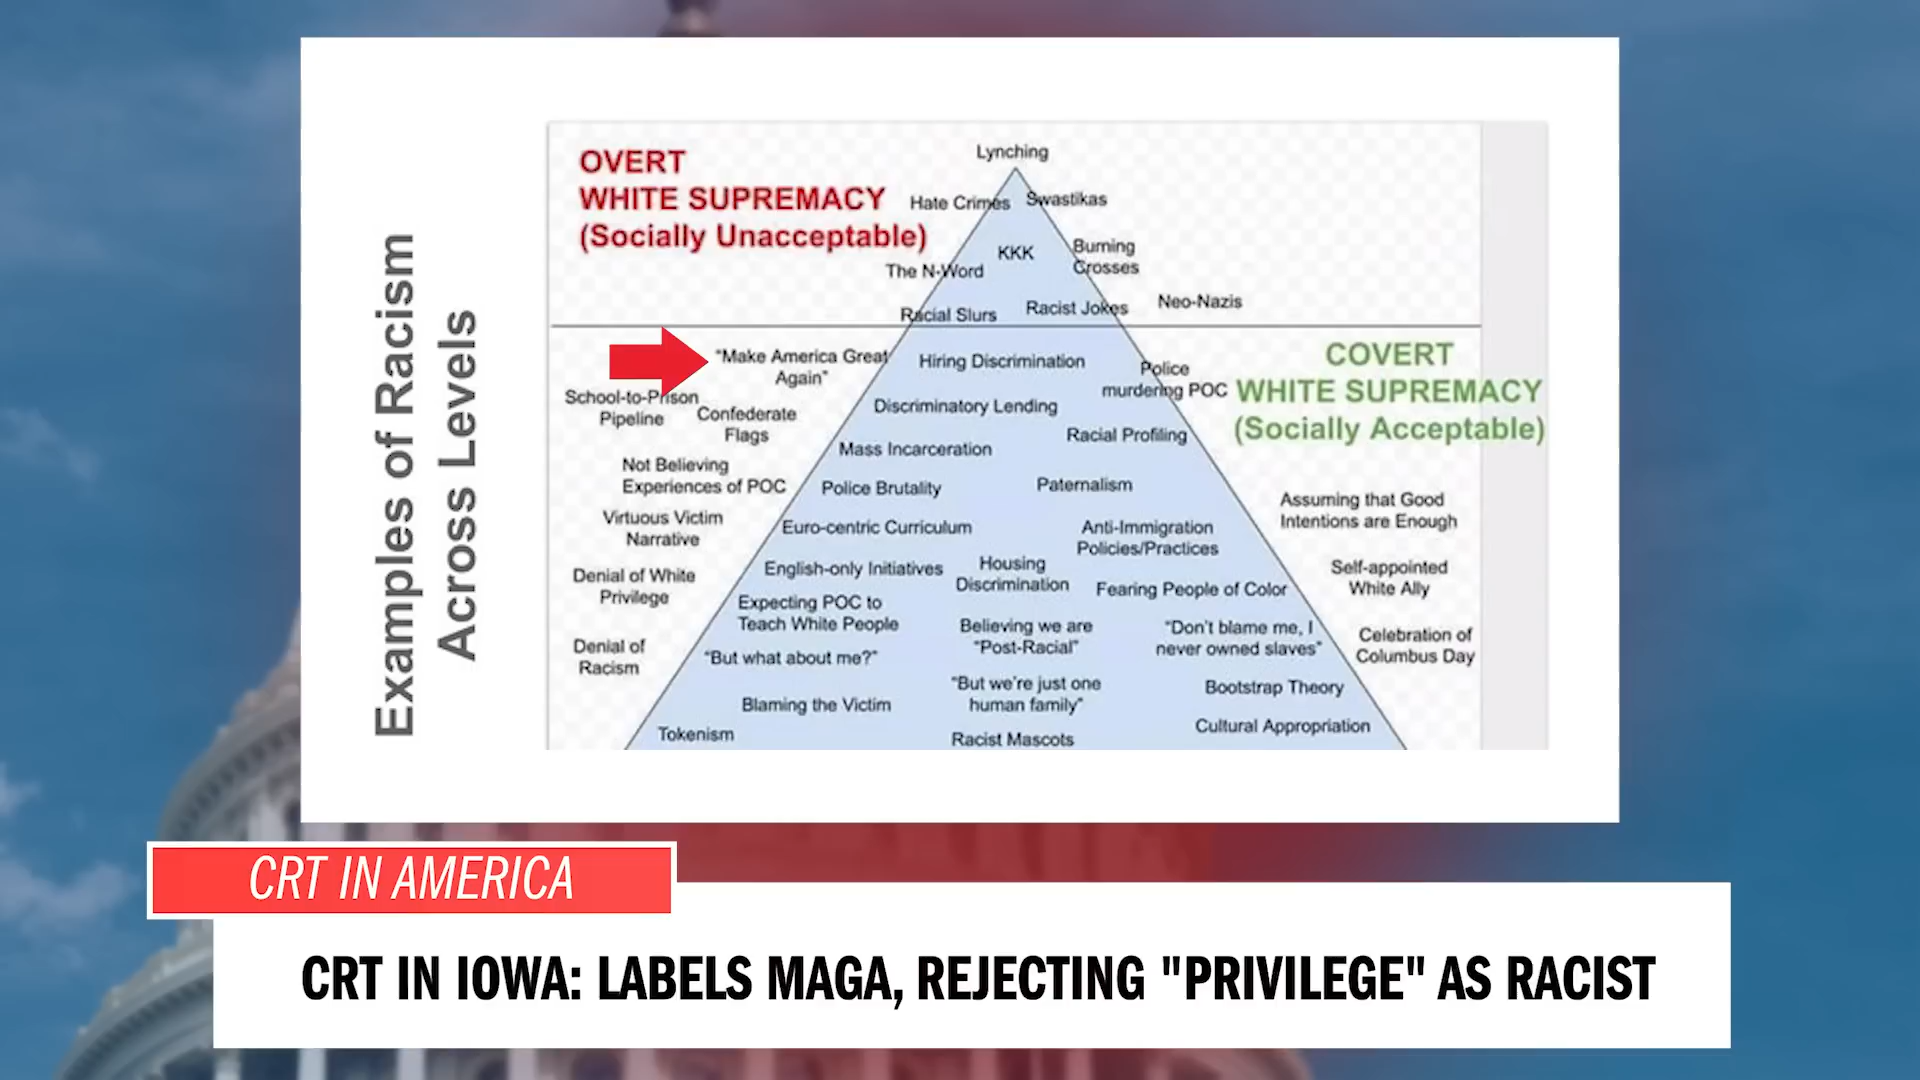 Examples of Racism
Across Levels
OVERT
WHITE SUPREMACY
(Socially Unacceptable)
Lynching
Hate Crimes
Swastikas
KKK
Burning
Crosses
The N-Word
Racial Slurs
Racist Jokes
Neo-Nazis
COVERT
WHITE SUPREMACY
(Socially Acceptable)
"Make America Great
Again"
Hiring Discrimination
Police
murdering POC
School-to-Prison
Pipeline
Confederate
Flags
Discriminatory Lending
Mass Incarceration
Racial Profiling
Not Believing
Experiences of POC
Police Brutality
Paternalism
Assuming that Good
Intentions are Enough
Virtuous Victim
Narrative
Euro-centric Curriculum
Anti-Immigration
Policies/Practices
Denial of White
Privilege
English-only Initiatives
Housing
Discrimination
Fearing People of Color
Self-appointed
White Ally
Expecting POC to
Teach White People
Believing we are
"Post-Racial"
"Don't blame me, I
never owned slaves"
Celebration of
Columbus Day
Denial of
Racism
"But what about me?"
"But we're just one
human family"
Bootstrap Theory
Blaming the Victim
Cultural Appropriation
Tokenism
Racist Mascots
CRT IN AMERICA
CRT IN IOWA: LABELS MAGA, REJECTING "PRIVILEGE" AS RACIST